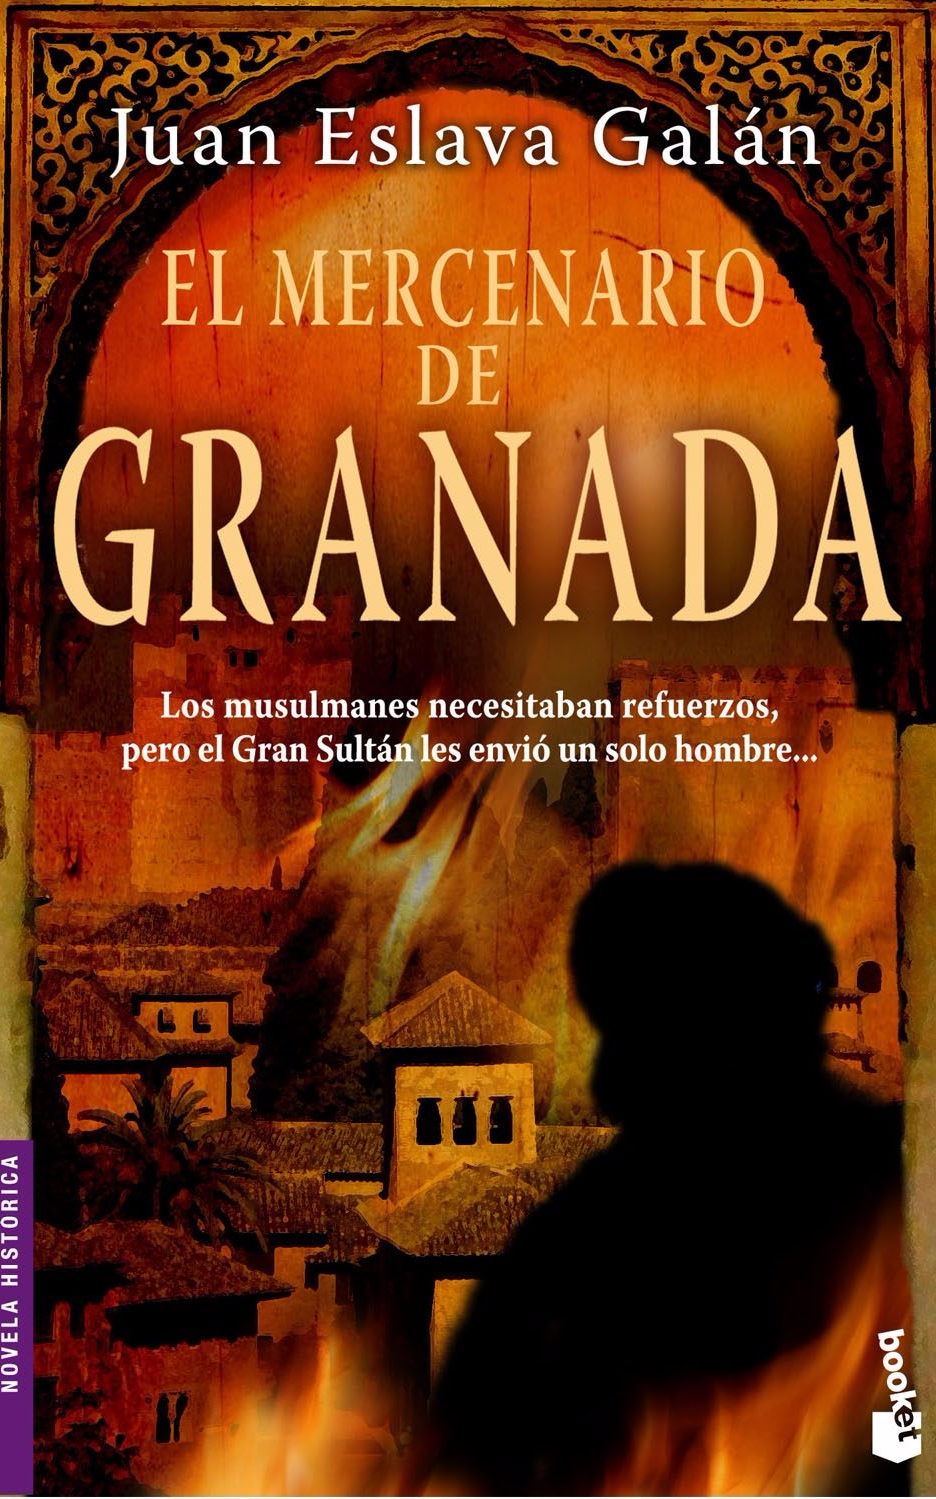 Juan Eslava Galán
EL MERCENARIO
DE
GRANADA
Los musulmanes necesitaban refuerzos,
pero el Gran Sultán les envió un solo hombre...
NOVELA HISTÓRICA
booket